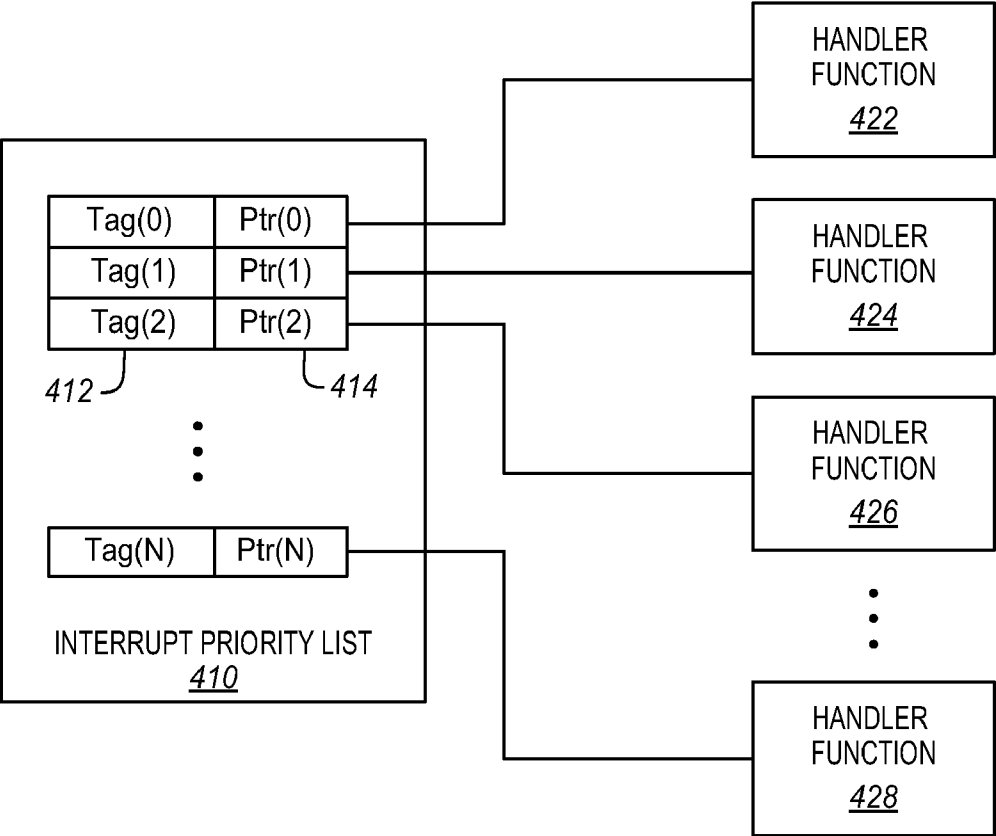 HANDLER
FUNCTION
422
Tag(0) Ptr(0)
Tag(1) Ptr(1)
Tag(2) Ptr(2)
412 414
HANDLER
FUNCTION
424
HANDLER
FUNCTION
426
Tag(N) Ptr(N)
INTERRUPT PRIORITY LIST
410
HANDLER
FUNCTION
428